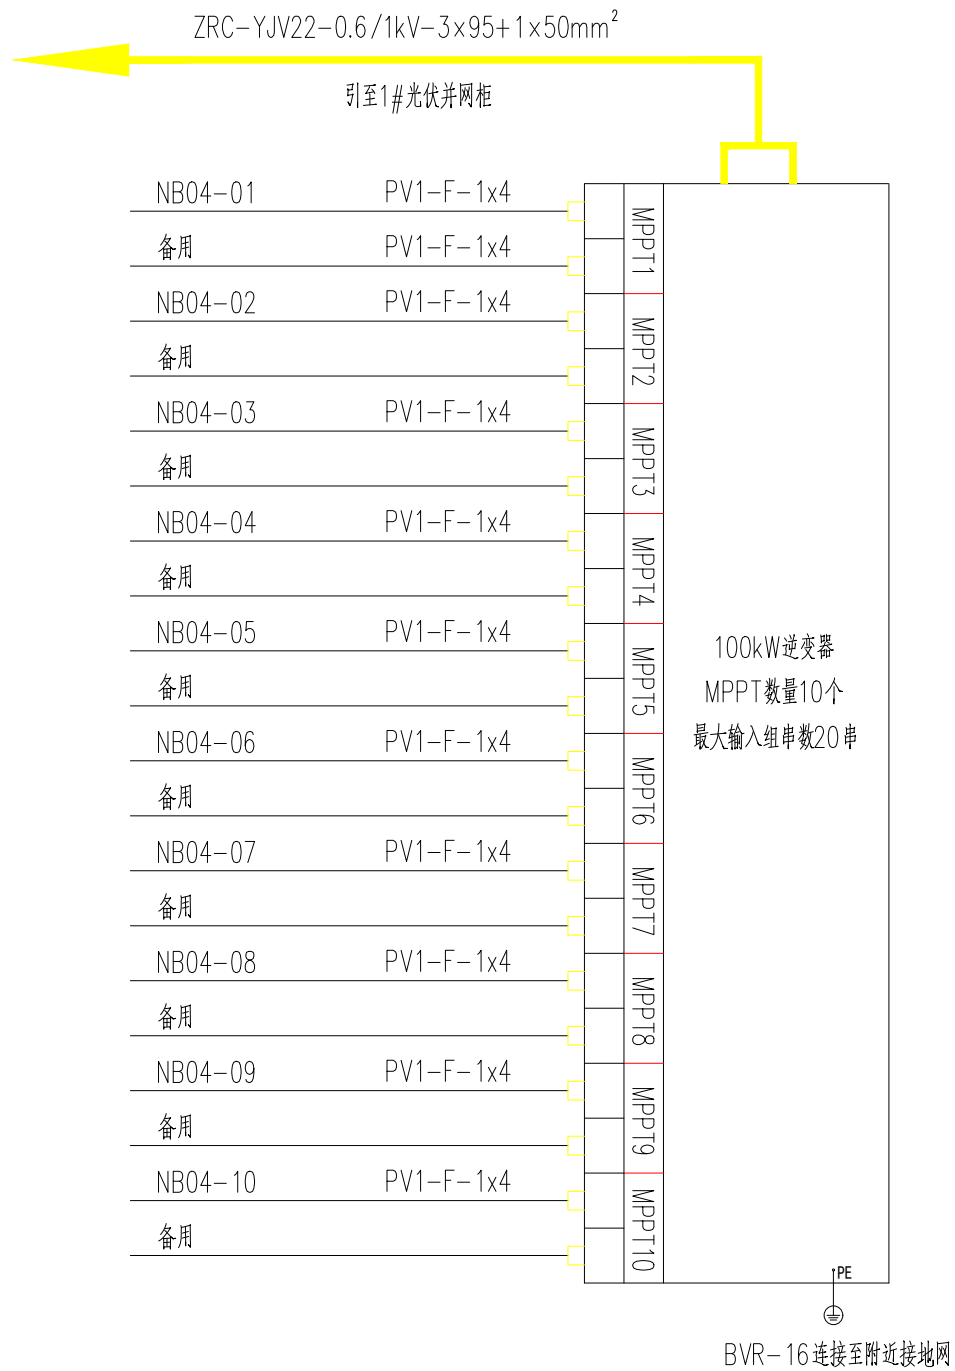 ZRC-YJV22-0.6/1kV-3×95+1×50mm²
引至1#光伏并网柜
NB04-01 PV1-F-1x4
备用 PV1-F-1x4
MPPT1
NB04-02 PV1-F-1x4
备用
MPPT2
NB04-03 PV1-F-1x4
备用
MPPT3
NB04-04 PV1-F-1x4
备用
MPPT4
NB04-05 PV1-F-1x4
备用
MPPT5
NB04-06 PV1-F-1x4
备用
MPPT6
NB04-07 PV1-F-1x4
备用
MPPT7
NB04-08 PV1-F-1x4
备用
MPPT8
NB04-09 PV1-F-1x4
备用
MPPT9
NB04-10 PV1-F-1x4
备用
MPPT10
100kW逆变器
MPPT数量10个
最大输入组串数20串
PE
BVR-16连接至附近接地网